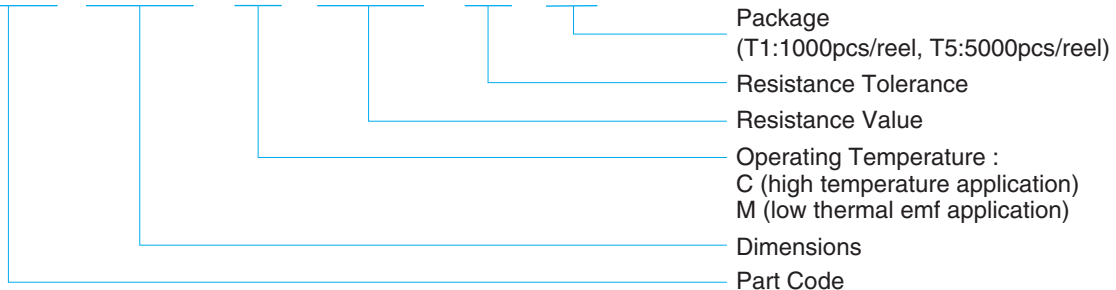 Package
(T1:1000pcs/reel, T5:5000pcs/reel)
Resistance Tolerance
Resistance Value
Operating Temperature :
C (high temperature application)
M (low thermal emf application)
Dimensions
Part Code